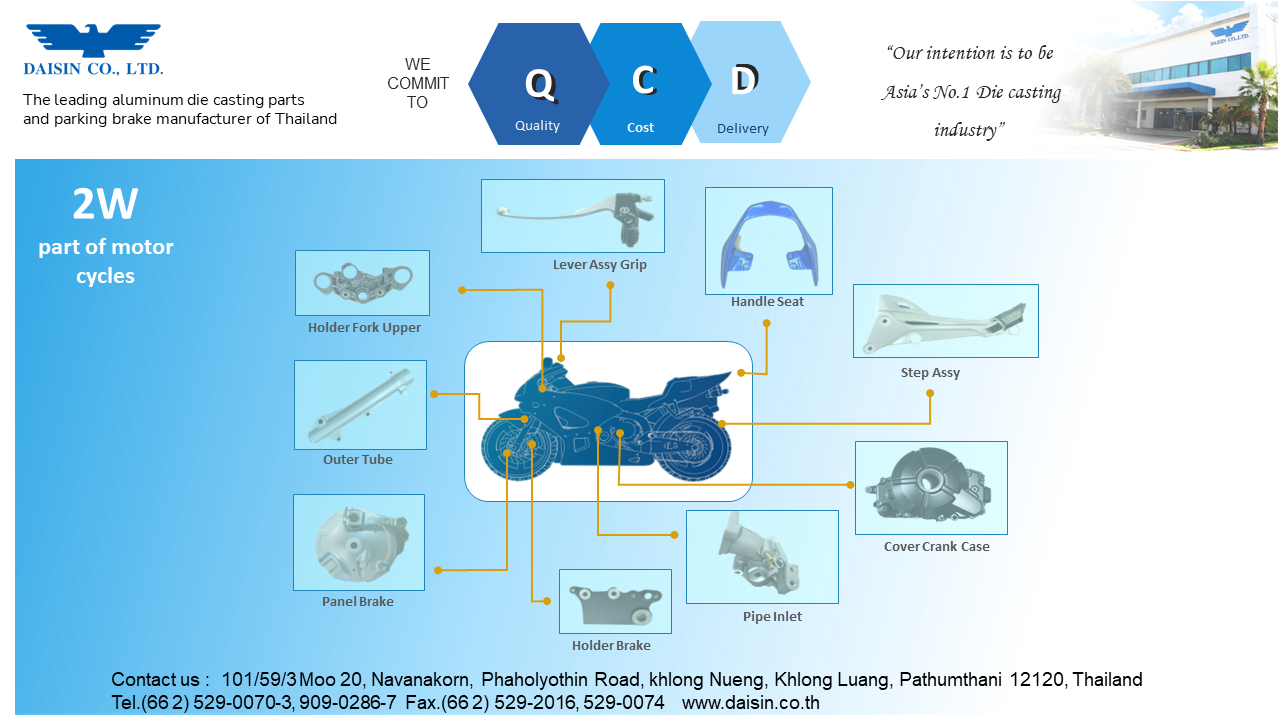 DAISIN CO., LTD.
The leading aluminum die casting parts
and parking brake manufacturer of Thailand
WE
COMMIT
TO
Q
Quality
C
Cost
D
Delivery
“Our intention is to be
Asia’s No.1 Die casting
industry”
DAISIN CO.,LTD.
2W
part of motor
cycles
Lever Assy Grip
Handle Seat
Holder Fork Upper
Step Assy
Outer Tube
Cover Crank Case
Panel Brake
Pipe Inlet
Holder Brake
Contact us : 101/59/3 Moo 20, Navanakorn, Phaholyothin Road, khlong Nueng, Khlong Luang, Pathumthani 12120, Thailand
Tel.(66 2) 529-0070-3, 909-0286-7 Fax.(66 2) 529-2016, 529-0074 www.daisin.co.th